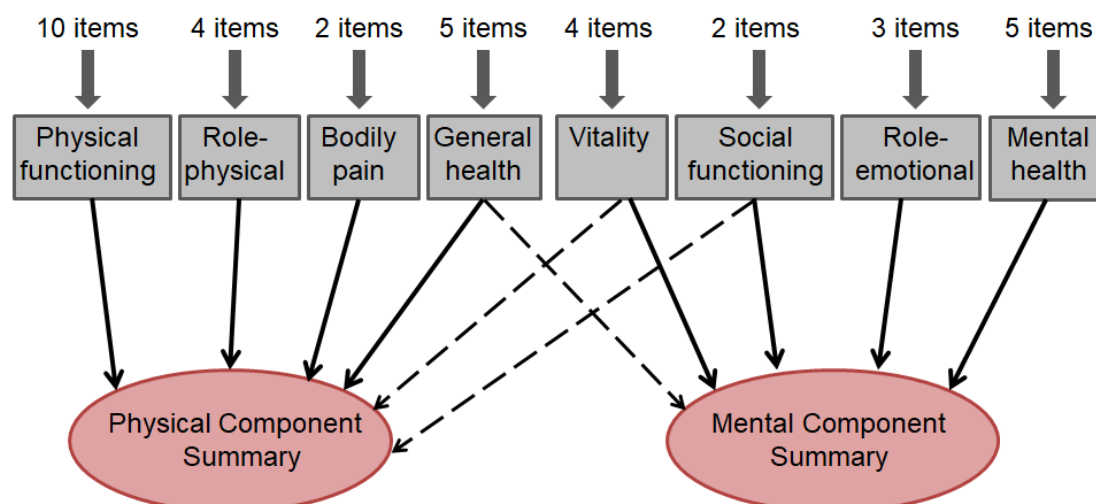 10 items 4 items 2 items 5 items 4 items 2 items 3 items 5 items
Physical
functioning
Role-
physical
Bodily
pain
General
health
Vitality
Social
functioning
Role-
emotional
Mental
health
Physical Component
Summary
Mental Component
Summary